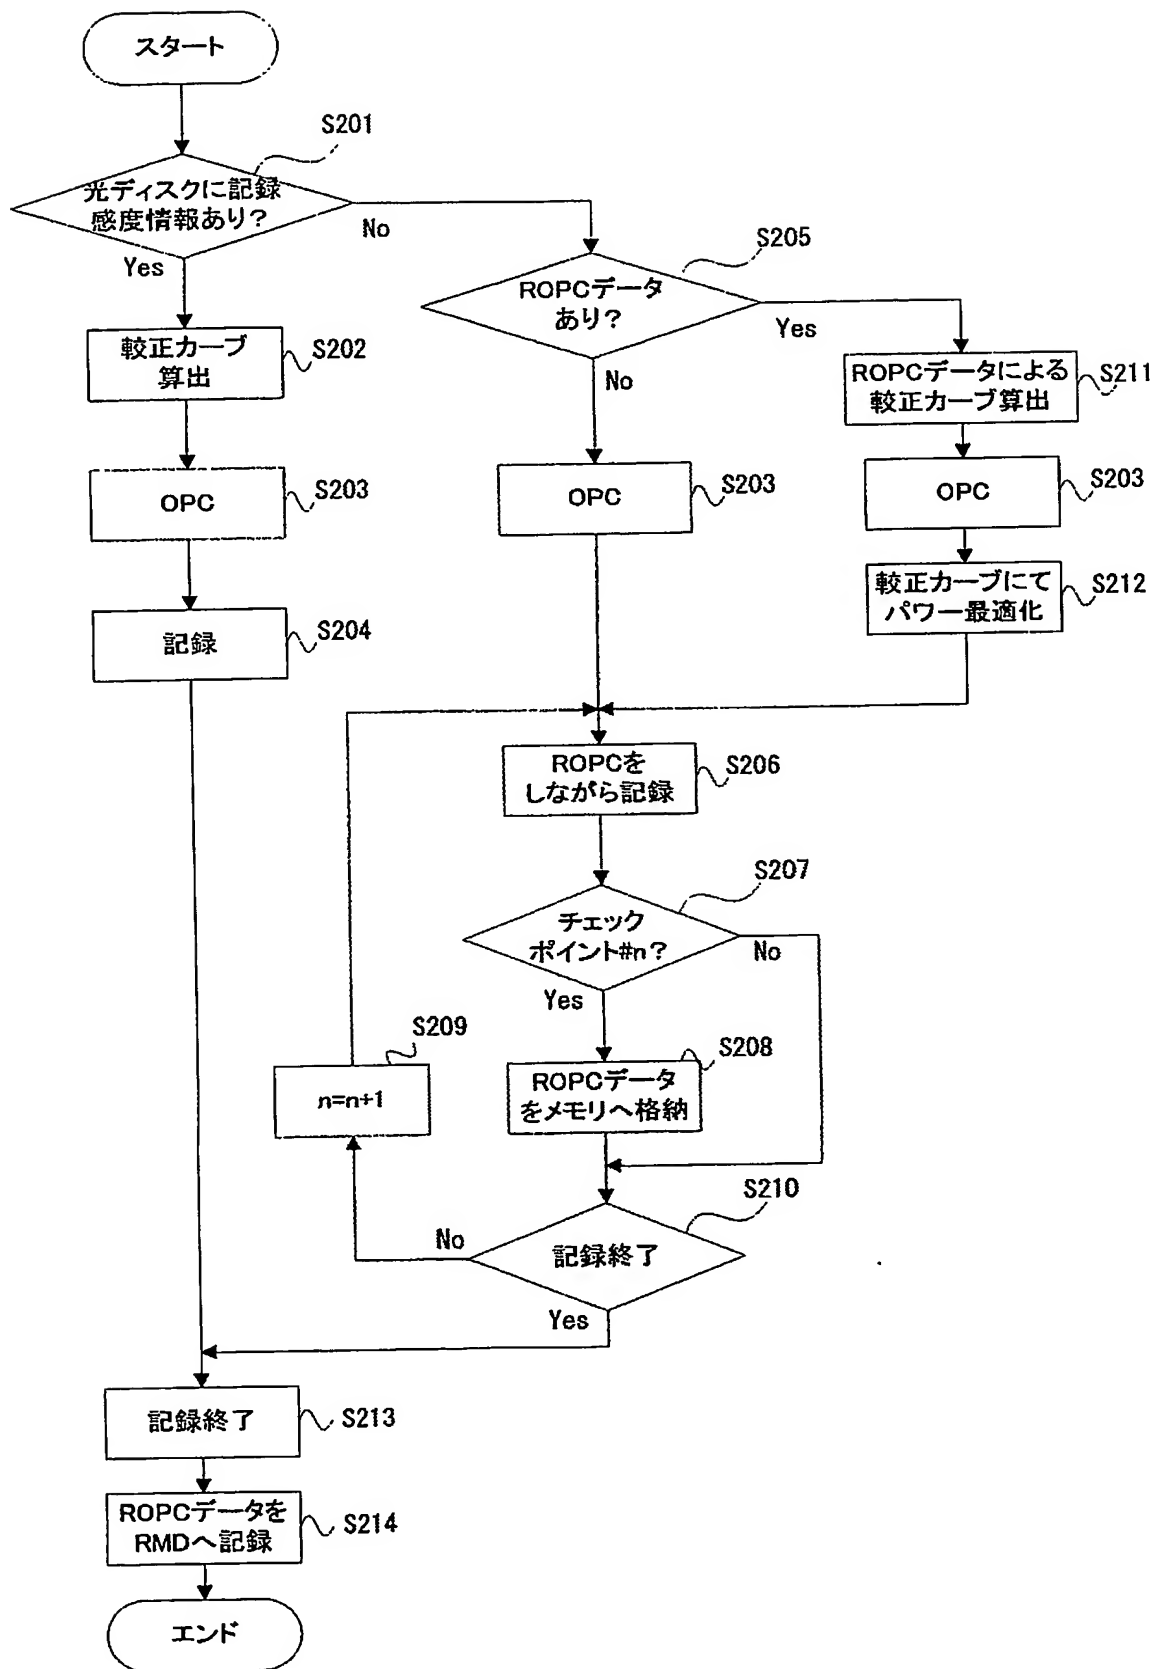 スタート
S201
光ディスクに記録
感度情報あり?
No
Yes
S205
ROPCデータ
あり?
Yes
No
較正カーブ
算出
S202
ROPCデータによる
較正カーブ算出
S211
OPC
S203
OPC
S203
OPC
S203
較正カーブにて
パワー最適化
S212
記録
S204
ROPCを
しながら記録
S206
S207
チェック
ポイント#n?
No
Yes
S209
n=n+1
S208
ROPCデータ
をメモリへ格納
S210
No
記録終了
Yes
記録終了
S213
ROPCデータを
RMDへ記録
S214
エンド